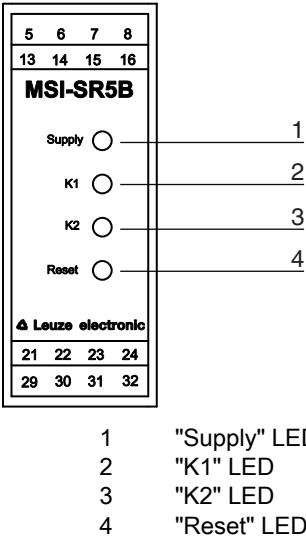 5 6 7 8
13 14 15 16
MSI-SR5B
Supply
1
K1
2
K2
3
Reset
4
Leuze electronic
21 22 23 24
29 30 31 32
1 "Supply" LED
2 "K1" LED
3 "K2" LED
4 "Reset" LED